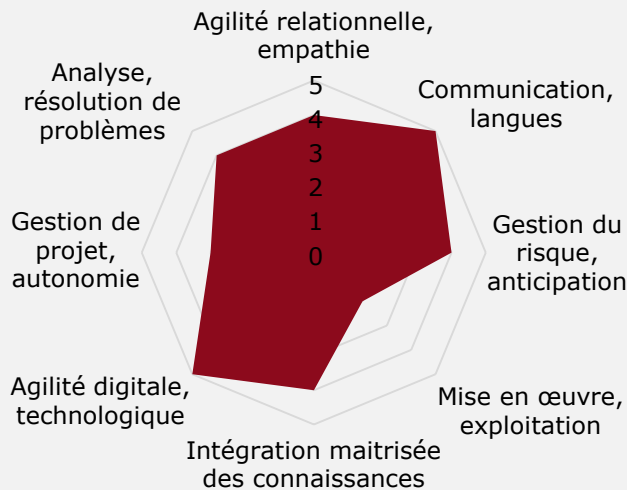 Agilité relationnelle,
empathie
Analyse,
résolution de
problèmes
Communication,
langues
5
4
3
2
1
0
Gestion de
projet,
autonomie
Gestion du
risque,
anticipation
Agilité digitale,
technologique
Mise en œuvre,
exploitation
Intégration maitrisée
des connaissances